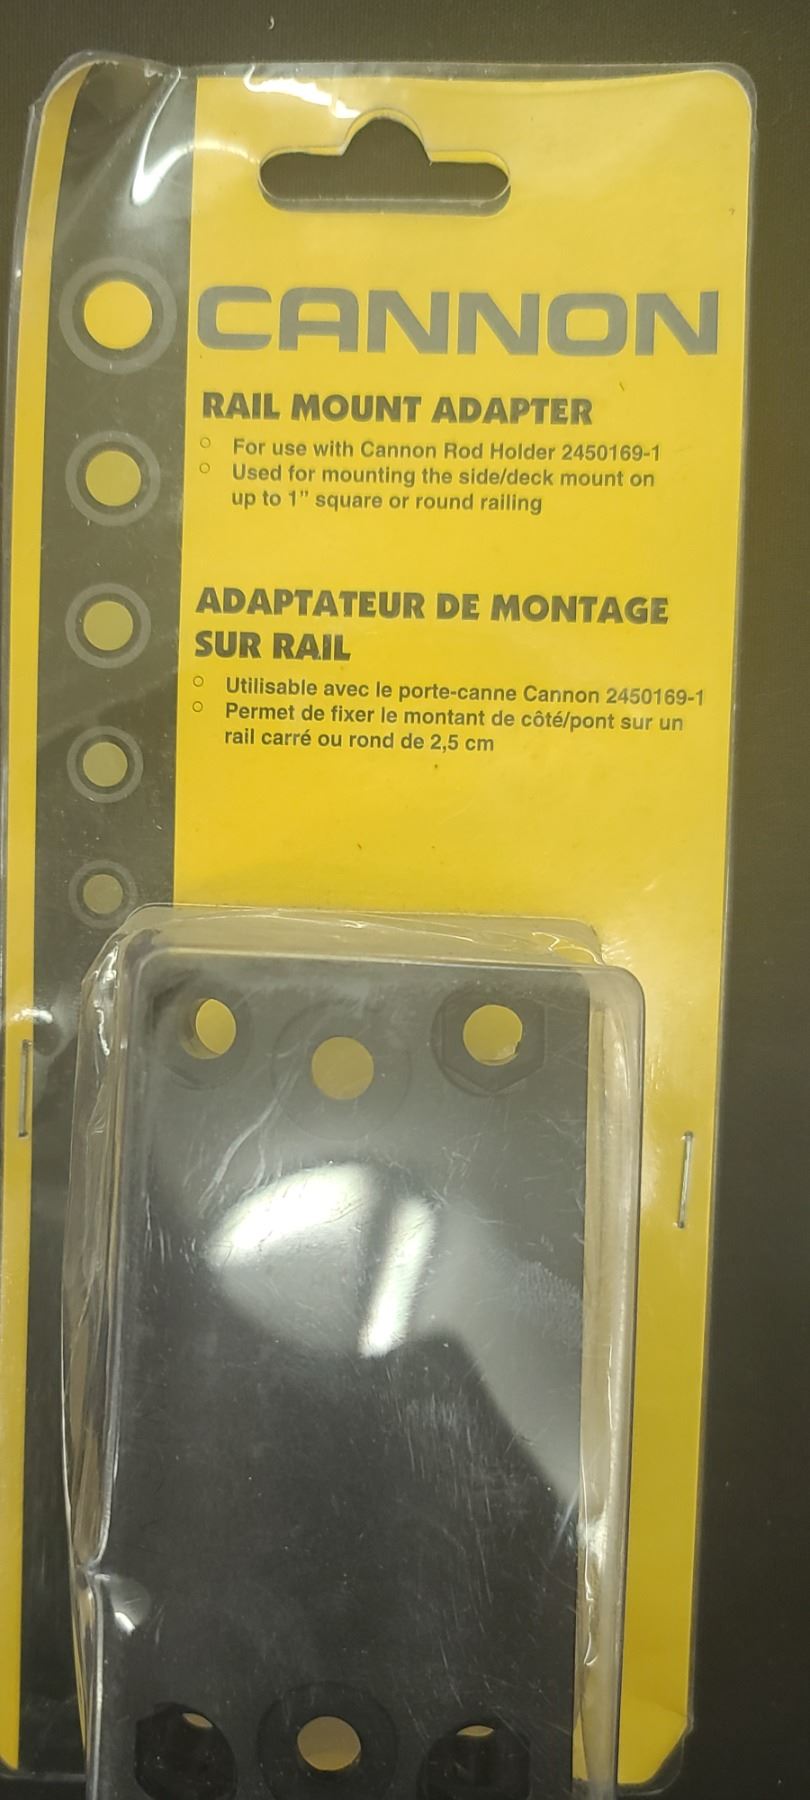 CANNON
RAIL MOUNT ADAPTER
For use with Cannon Rod Holder 2450169-1
Used for mounting the side/deck mount on
up to 1" square or round railing
ADAPTATEUR DE MONTAGE
SUR RAIL
Utilisable avec le porte-canne Cannon 2450169-1
Permet de fixer le montant de côté/pont sur un
rail carré ou rond de 2,5 cm